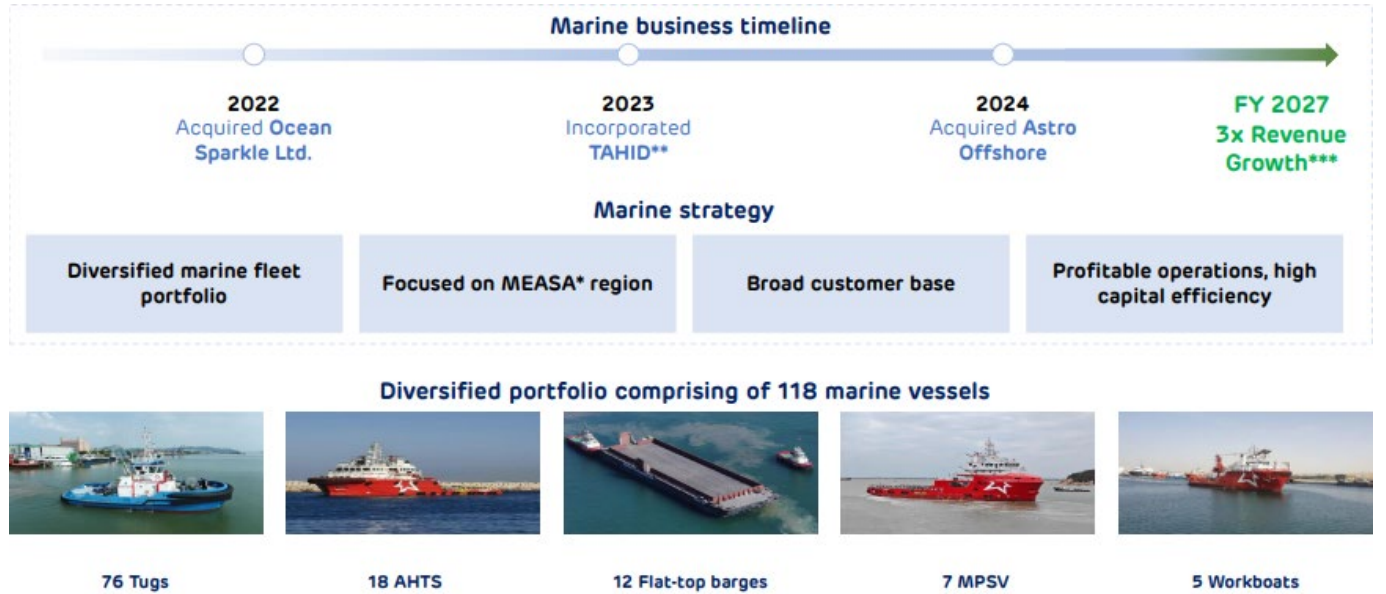 Marine business timeline
2022
Acquired Ocean
Sparkle Ltd.
2023
Incorporated
TAHID**
2024
Acquired Astro
Offshore
FY 2027
3x Revenue
Growth***
Marine strategy
Diversified marine fleet
portfolio
Focused on MEASA* region
Broad customer base
Profitable operations, high
capital efficiency
Diversified portfolio comprising of 118 marine vessels
76 Tugs
18 AHTS
12 Flat-top barges
7 MPSV
5 Workboats